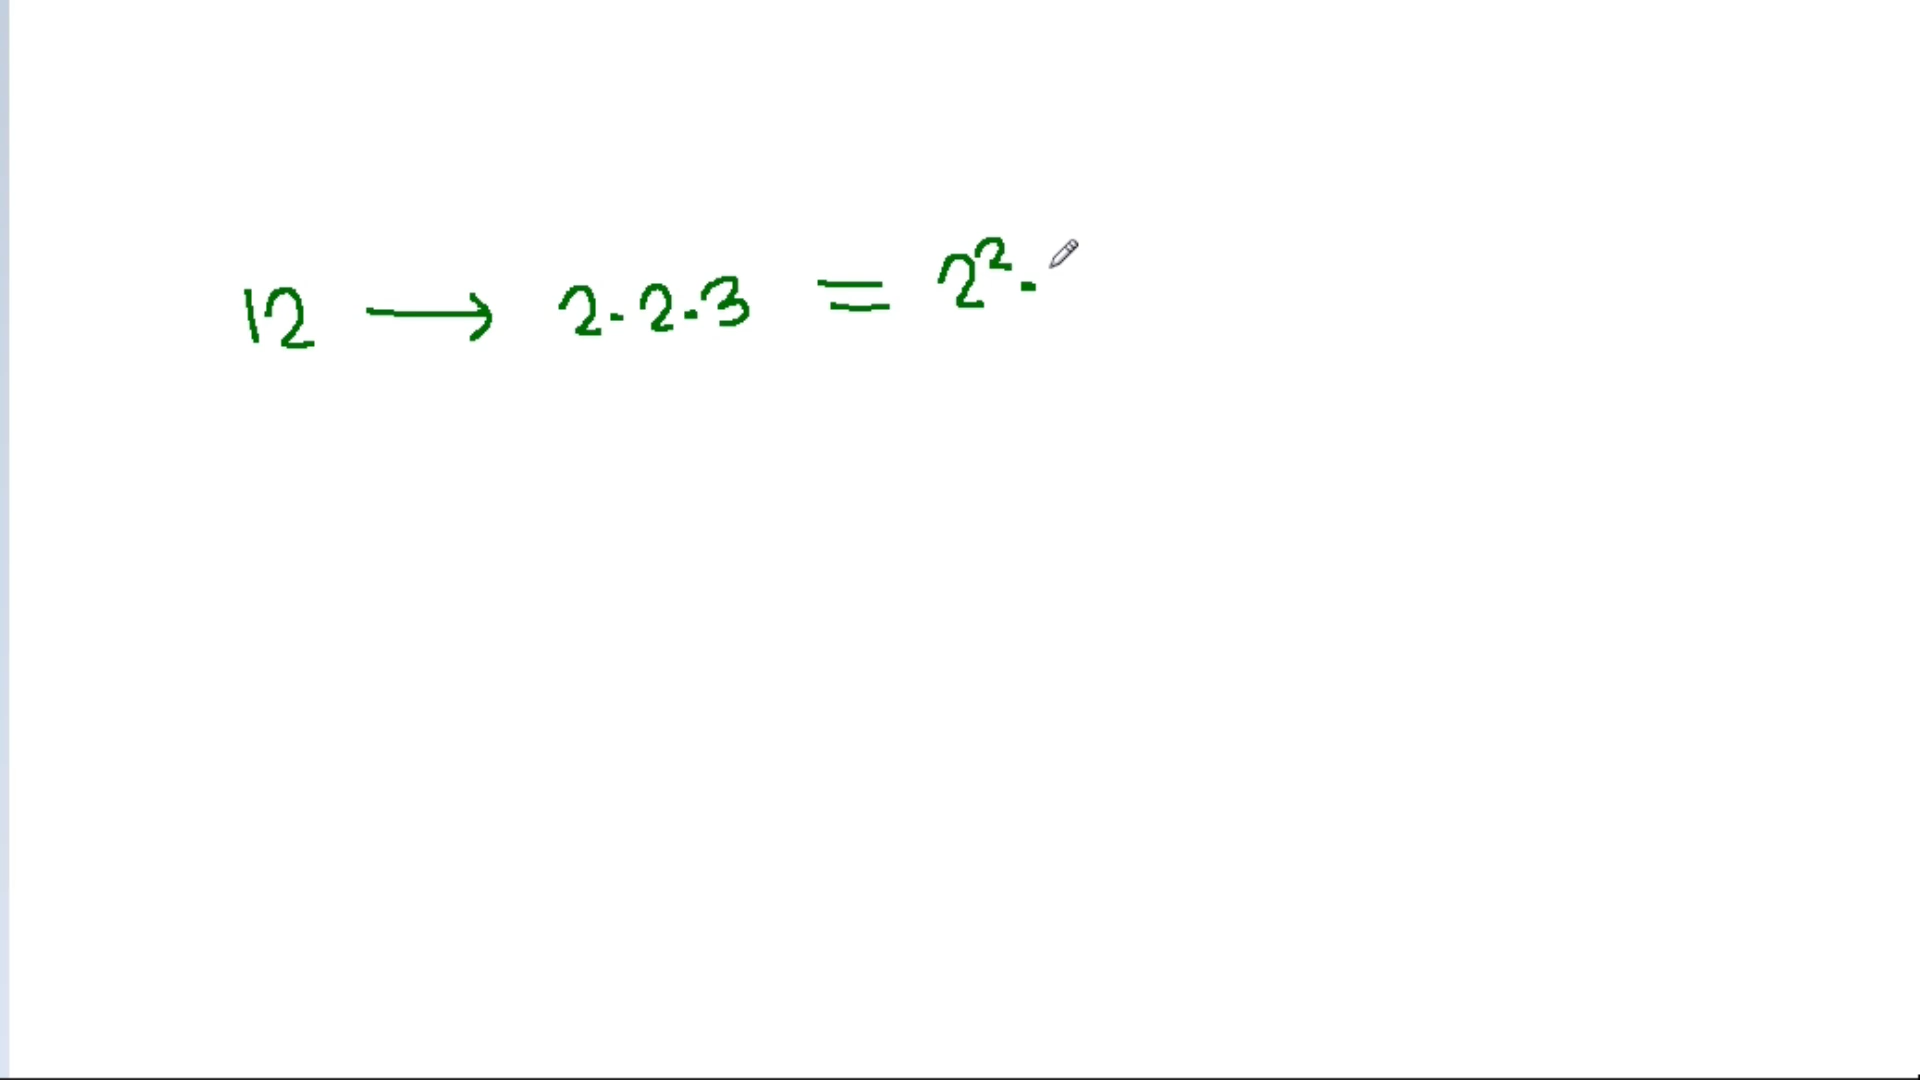 12 → 2·2·3 = 2²·